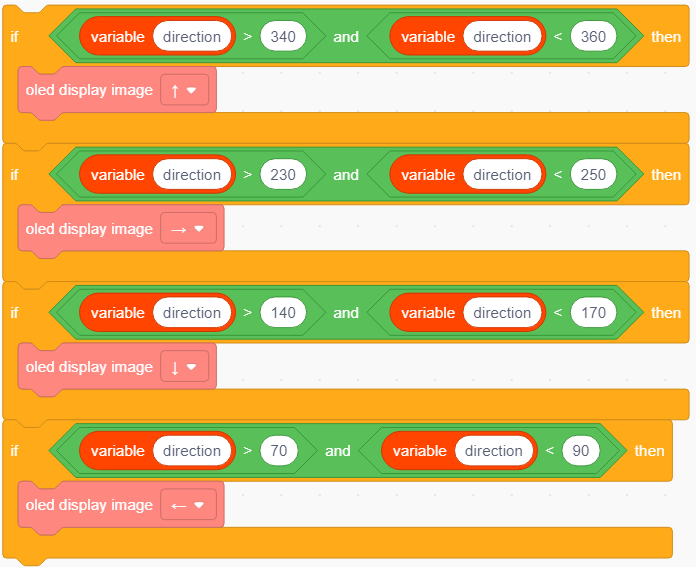 if variable direction > 340 and variable direction < 360 then
oled display image ↑
if variable direction > 230 and variable direction < 250 then
oled display image →
if variable direction > 140 and variable direction < 170 then
oled display image ↓
if variable direction > 70 and variable direction < 90 then
oled display image ←